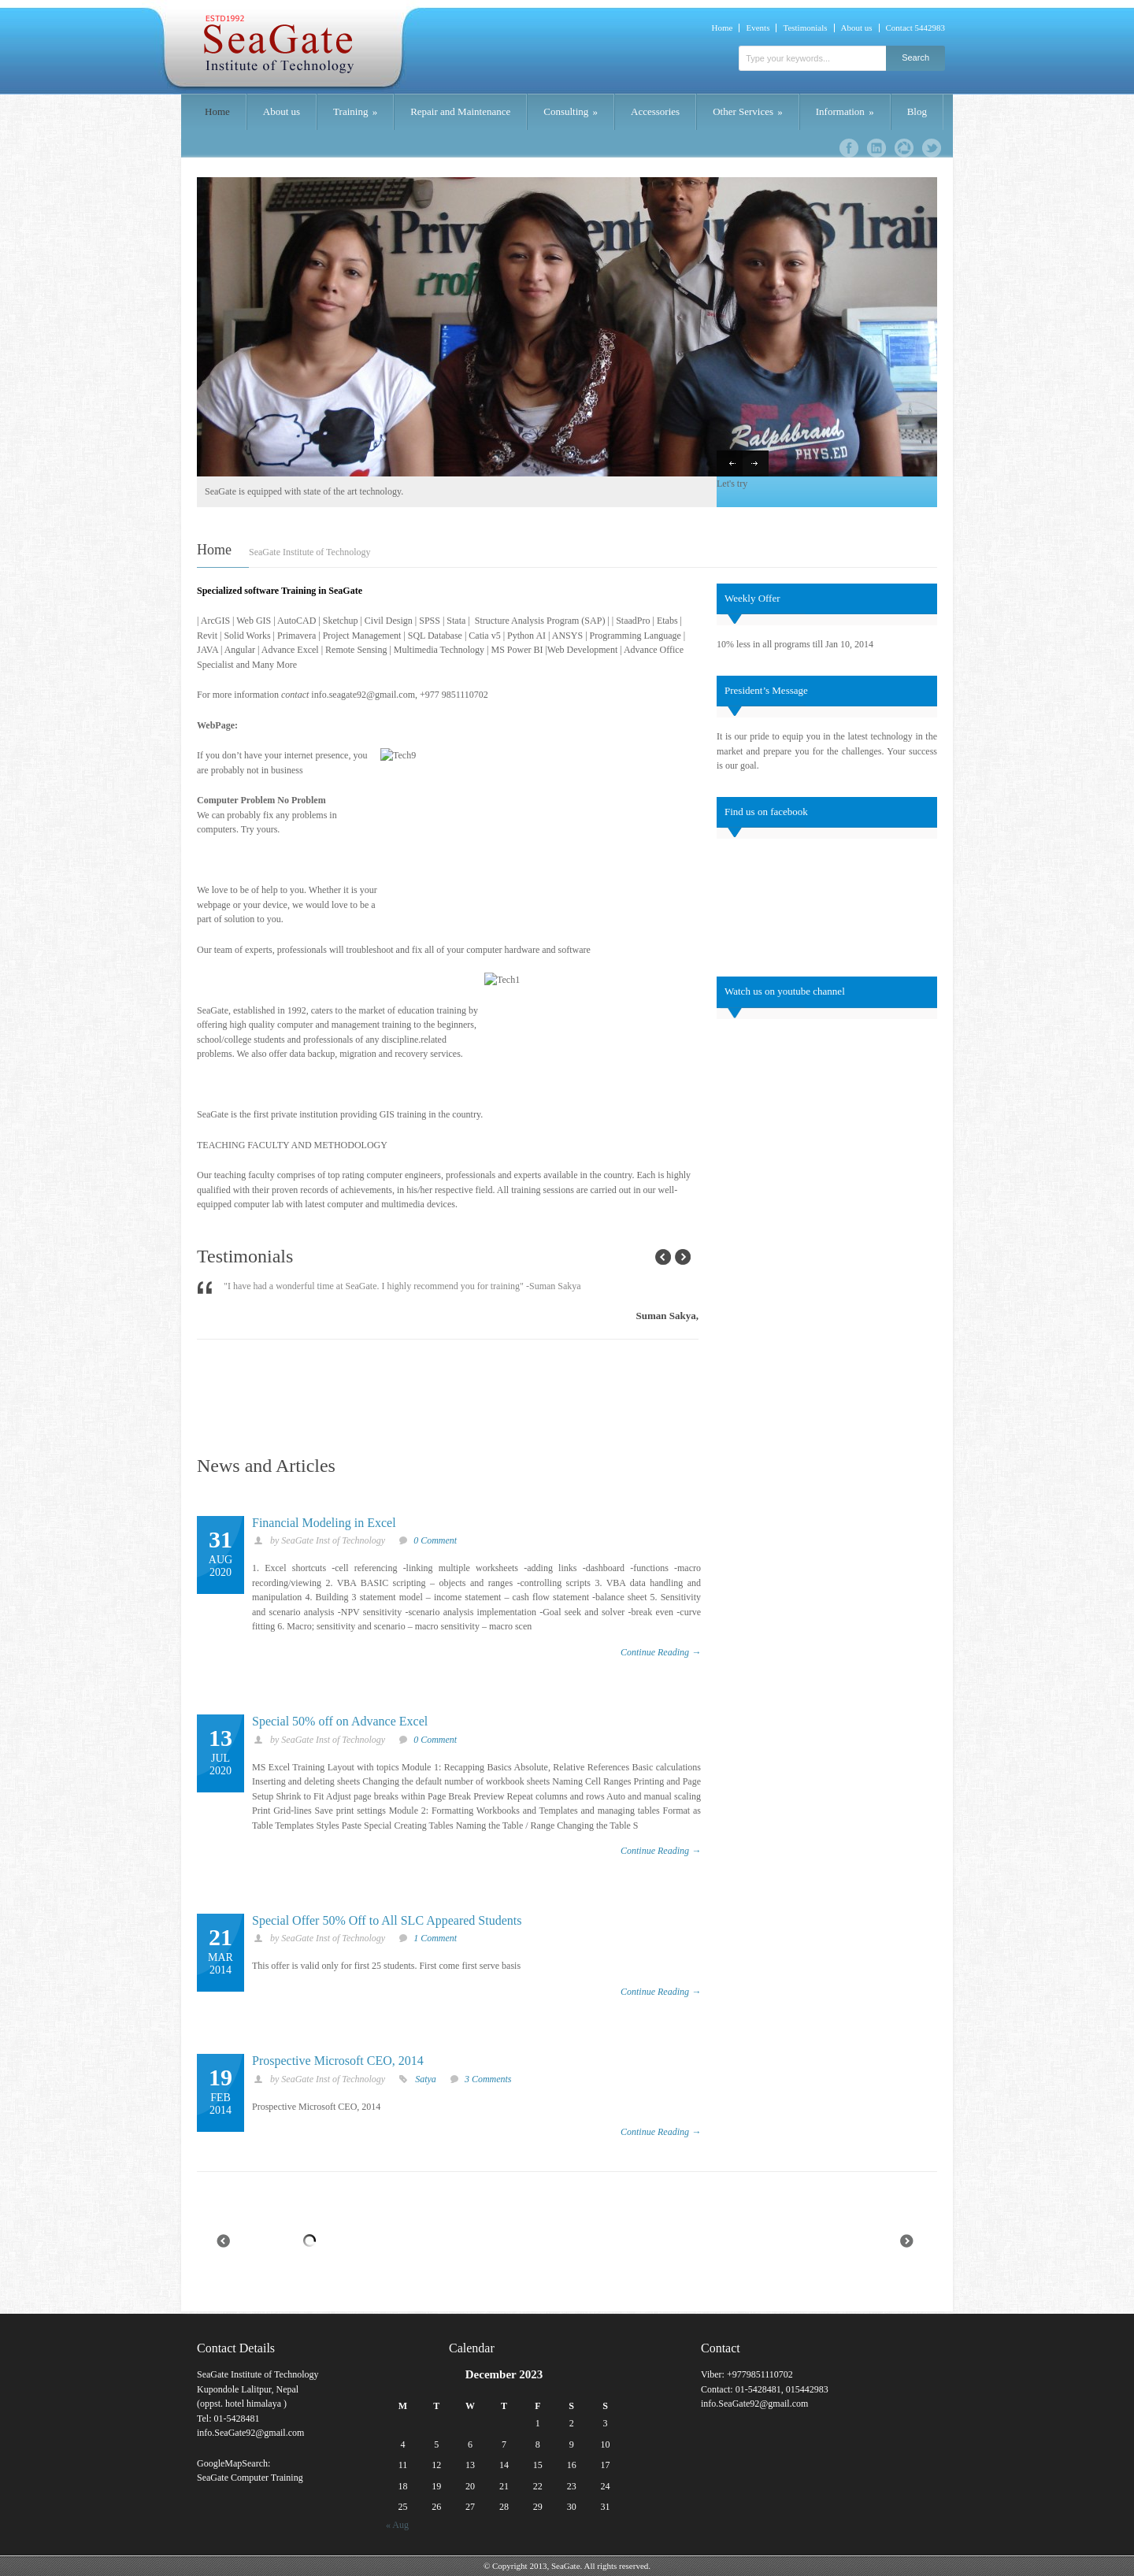 ESTD1992
SeaGate
Institute of Technology
Home Events Testimonials About us Contact 5442983
Type your keywords...
Search
Home About us Training » Repair and Maintenance Consulting » Accessories Other Services » Information » Blog
Private
Training
Ralphbrand
PHYS.ED
SeaGate is equipped with state of the art technology.
Let's try
Home
SeaGate Institute of Technology
Specialized software Training in SeaGate
| ArcGIS | Web GIS | AutoCAD | Sketchup | Civil Design | SPSS | Stata | Structure Analysis Program (SAP) | | StaadPro | Etabs |
Revit | Solid Works | Primavera | Project Management | SQL Database | Catia v5 | Python AI | ANSYS | Programming Language |
JAVA | Angular | Advance Excel | Remote Sensing | Multimedia Technology | MS Power BI |Web Development | Advance Office
Specialist and Many More
For more information contact info.seagate92@gmail.com, +977 9851110702
WebPage:
If you don’t have your internet presence, you
are probably not in business
Tech9
Computer Problem No Problem
We can probably fix any problems in
computers. Try yours.
We love to be of help to you. Whether it is your
webpage or your device, we would love to be a
part of solution to you.
Our team of experts, professionals will troubleshoot and fix all of your computer hardware and software
Tech1
SeaGate, established in 1992, caters to the market of education training by
offering high quality computer and management training to the beginners,
school/college students and professionals of any discipline.related
problems. We also offer data backup, migration and recovery services.
SeaGate is the first private institution providing GIS training in the country.
TEACHING FACULTY AND METHODOLOGY
Our teaching faculty comprises of top rating computer engineers, professionals and experts available in the country. Each is highly
qualified with their proven records of achievements, in his/her respective field. All training sessions are carried out in our well-
equipped computer lab with latest computer and multimedia devices.
Weekly Offer
10% less in all programs till Jan 10, 2014
President’s Message
It is our pride to equip you in the latest technology in the
market and prepare you for the challenges. Your success
is our goal.
Find us on facebook
Watch us on youtube channel
Testimonials
"I have had a wonderful time at SeaGate. I highly recommend you for training" -Suman Sakya
Suman Sakya,
News and Articles
31
AUG
2020
Financial Modeling in Excel
by SeaGate Inst of Technology 0 Comment
1. Excel shortcuts -cell referencing -linking multiple worksheets -adding links -dashboard -functions -macro
recording/viewing 2. VBA BASIC scripting – objects and ranges -controlling scripts 3. VBA data handling and
manipulation 4. Building 3 statement model – income statement – cash flow statement -balance sheet 5. Sensitivity
and scenario analysis -NPV sensitivity -scenario analysis implementation -Goal seek and solver -break even -curve
fitting 6. Macro; sensitivity and scenario – macro sensitivity – macro scen
Continue Reading →
13
JUL
2020
Special 50% off on Advance Excel
by SeaGate Inst of Technology 0 Comment
MS Excel Training Layout with topics Module 1: Recapping Basics Absolute, Relative References Basic calculations
Inserting and deleting sheets Changing the default number of workbook sheets Naming Cell Ranges Printing and Page
Setup Shrink to Fit Adjust page breaks within Page Break Preview Repeat columns and rows Auto and manual scaling
Print Grid-lines Save print settings Module 2: Formatting Workbooks and Templates and managing tables Format as
Table Templates Styles Paste Special Creating Tables Naming the Table / Range Changing the Table S
Continue Reading →
21
MAR
2014
Special Offer 50% Off to All SLC Appeared Students
by SeaGate Inst of Technology 1 Comment
This offer is valid only for first 25 students. First come first serve basis
Continue Reading →
19
FEB
2014
Prospective Microsoft CEO, 2014
by SeaGate Inst of Technology Satya 3 Comments
Prospective Microsoft CEO, 2014
Continue Reading →
Contact Details
SeaGate Institute of Technology
Kupondole Lalitpur, Nepal
(oppst. hotel himalaya )
Tel: 01-5428481
info.SeaGate92@gmail.com
GoogleMapSearch:
SeaGate Computer Training
Calendar
December 2023
M T W T F S S
1 2 3
4 5 6 7 8 9 10
11 12 13 14 15 16 17
18 19 20 21 22 23 24
25 26 27 28 29 30 31
« Aug
Contact
Viber: +9779851110702
Contact: 01-5428481, 015442983
info.SeaGate92@gmail.com
© Copyright 2013, SeaGate. All rights reserved.